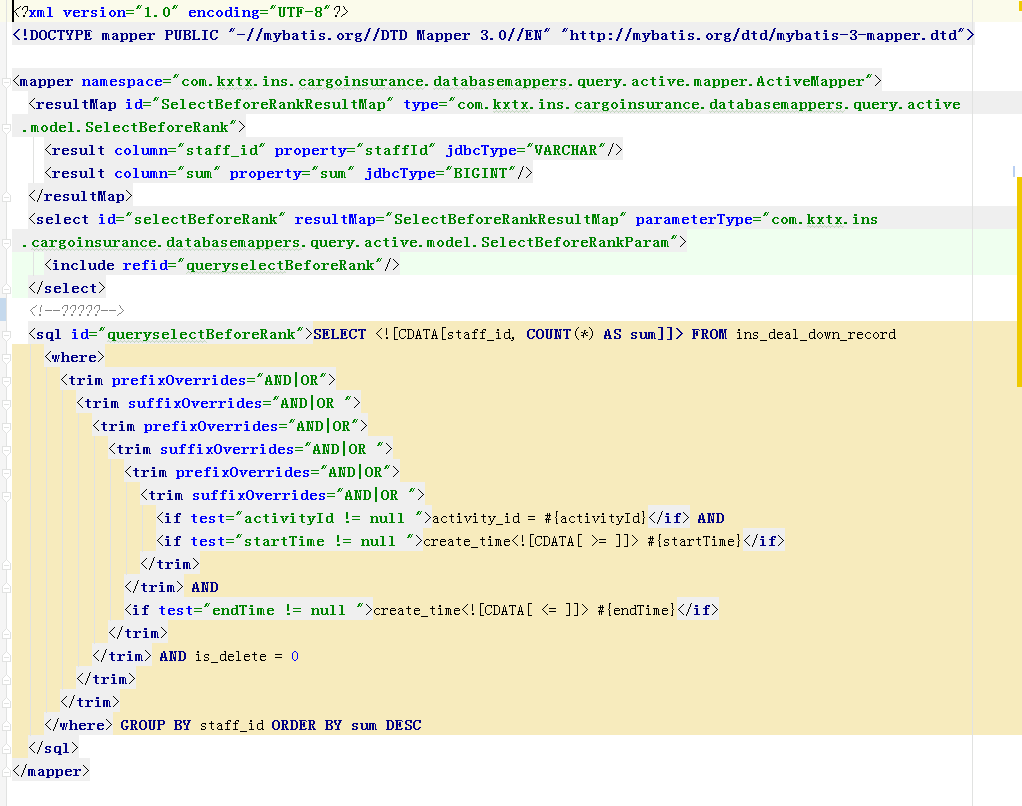 <?xml version="1.0" encoding="UTF-8"?>
<!DOCTYPE mapper PUBLIC "-//mybatis.org//DTD Mapper 3.0//EN" "http://mybatis.org/dtd/mybatis-3-mapper.dtd">
<mapper namespace="com.kxtx.ins.cargoinsurance.databasemappers.query.active.mapper.ActiveMapper">
<resultMap id="SelectBeforeRankResultMap" type="com.kxtx.ins.cargoinsurance.databasemappers.query.active
.model.SelectBeforeRank">
<result column="staff_id" property="staffId" jdbcType="VARCHAR"/>
<result column="sum" property="sum" jdbcType="BIGINT"/>
</resultMap>
<select id="selectBeforeRank" resultMap="SelectBeforeRankResultMap" parameterType="com.kxtx.ins
.cargoinsurance.databasemappers.query.active.model.SelectBeforeRankParam">
<include refid="queryselectBeforeRank"/>
</select>
<!--?????-->
<sql id="queryselectBeforeRank">SELECT <![CDATA[staff_id, COUNT(*) AS sum]]> FROM ins_deal_down_record
<where>
<trim prefixOverrides="AND|OR">
<trim suffixOverrides="AND|OR ">
<trim prefixOverrides="AND|OR">
<trim suffixOverrides="AND|OR ">
<trim prefixOverrides="AND|OR">
<trim suffixOverrides="AND|OR ">
<if test="activityId != null ">activity_id = #{activityId}</if> AND
<if test="startTime != null ">create_time<![CDATA[ >= ]]> #{startTime}</if>
</trim>
</trim> AND
<if test="endTime != null ">create_time<![CDATA[ <= ]]> #{endTime}</if>
</trim>
</trim> AND is_delete = 0
</trim>
</trim>
</where> GROUP BY staff_id ORDER BY sum DESC
</sql>
</mapper>